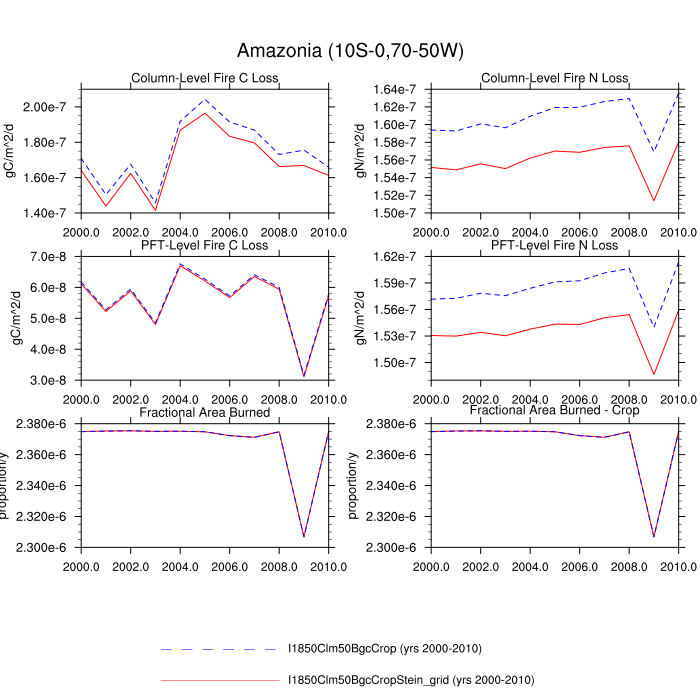 Amazonia (10S-0,70-50W)
Column-Level Fire C Loss
Column-Level Fire N Loss
gC/m^2/d
2.00e-7
1.80e-7
1.60e-7
1.40e-7
2000.0 2002.0 2004.0 2006.0 2008.0 2010.0
gN/m^2/d
1.64e-7
1.62e-7
1.60e-7
1.58e-7
1.56e-7
1.54e-7
1.52e-7
1.50e-7
2000.0 2002.0 2004.0 2006.0 2008.0 2010.0
PFT-Level Fire C Loss
PFT-Level Fire N Loss
gC/m^2/d
7.0e-8
6.0e-8
5.0e-8
4.0e-8
3.0e-8
2000.0 2002.0 2004.0 2006.0 2008.0 2010.0
gN/m^2/d
1.62e-7
1.59e-7
1.56e-7
1.53e-7
1.50e-7
2000.0 2002.0 2004.0 2006.0 2008.0 2010.0
Fractional Area Burned
Fractional Area Burned - Crop
proportion/y
2.380e-6
2.360e-6
2.340e-6
2.320e-6
2.300e-6
2000.0 2002.0 2004.0 2006.0 2008.0 2010.0
proportion/y
2.380e-6
2.360e-6
2.340e-6
2.320e-6
2.300e-6
2000.0 2002.0 2004.0 2006.0 2008.0 2010.0
I1850Clm50BgcCrop (yrs 2000-2010)
I1850Clm50BgcCropStein_grid (yrs 2000-2010)